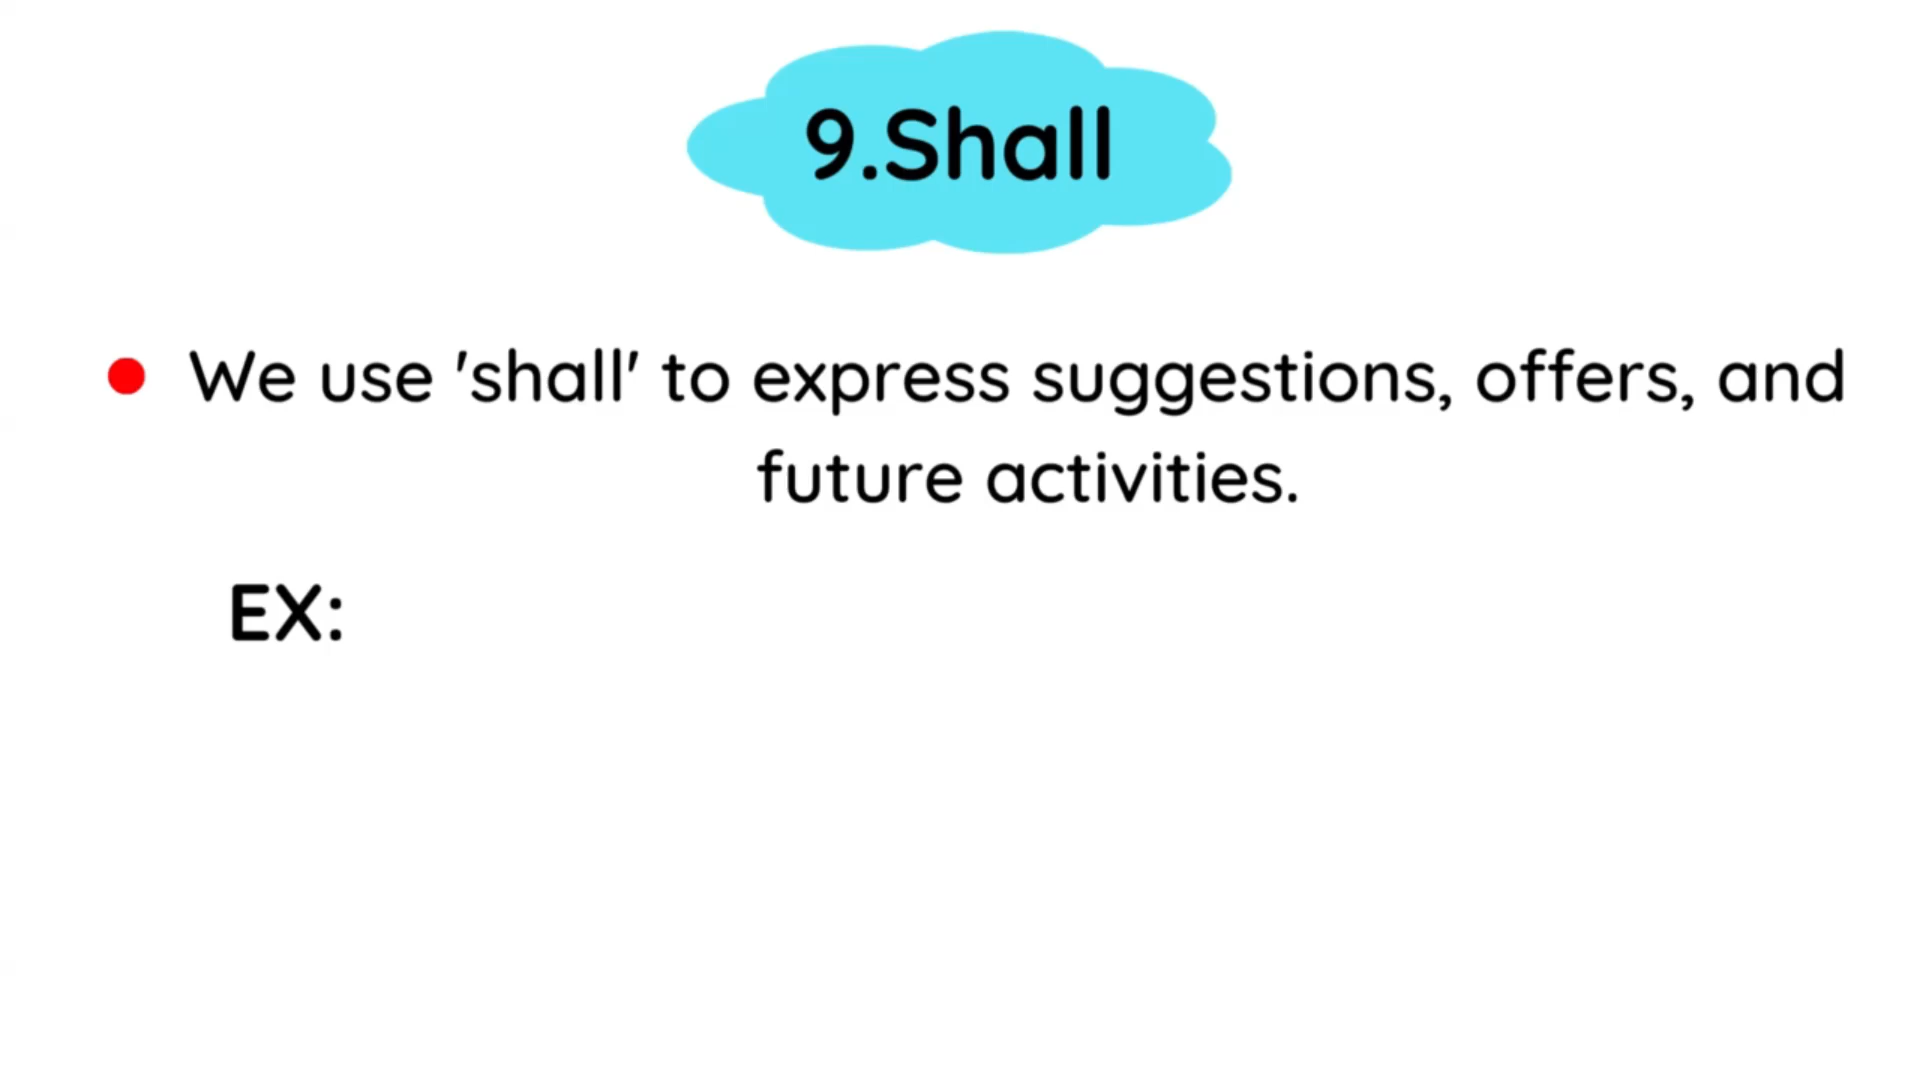 9.Shall
We use 'shall' to express suggestions, offers, and
future activities.
EX: